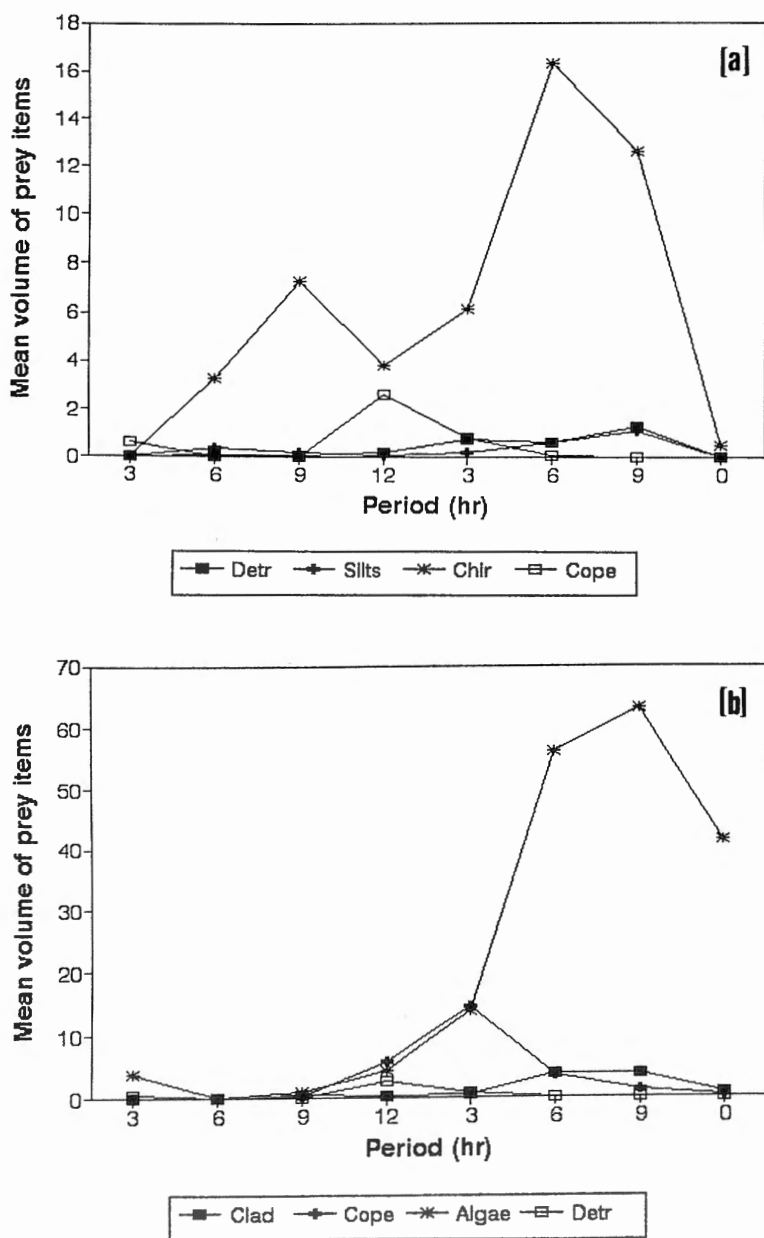 [a]
Mean volume of prey items
18
16
14
12
10
8
6
4
2
0
3 6 9 12 3 6 9 0
Period (hr)
Detr Silts Chir Cope
[b]
Mean volume of prey items
70
60
50
40
30
20
10
0
3 6 9 12 3 6 9 0
Period (hr)
Clad Cope Algae Detr